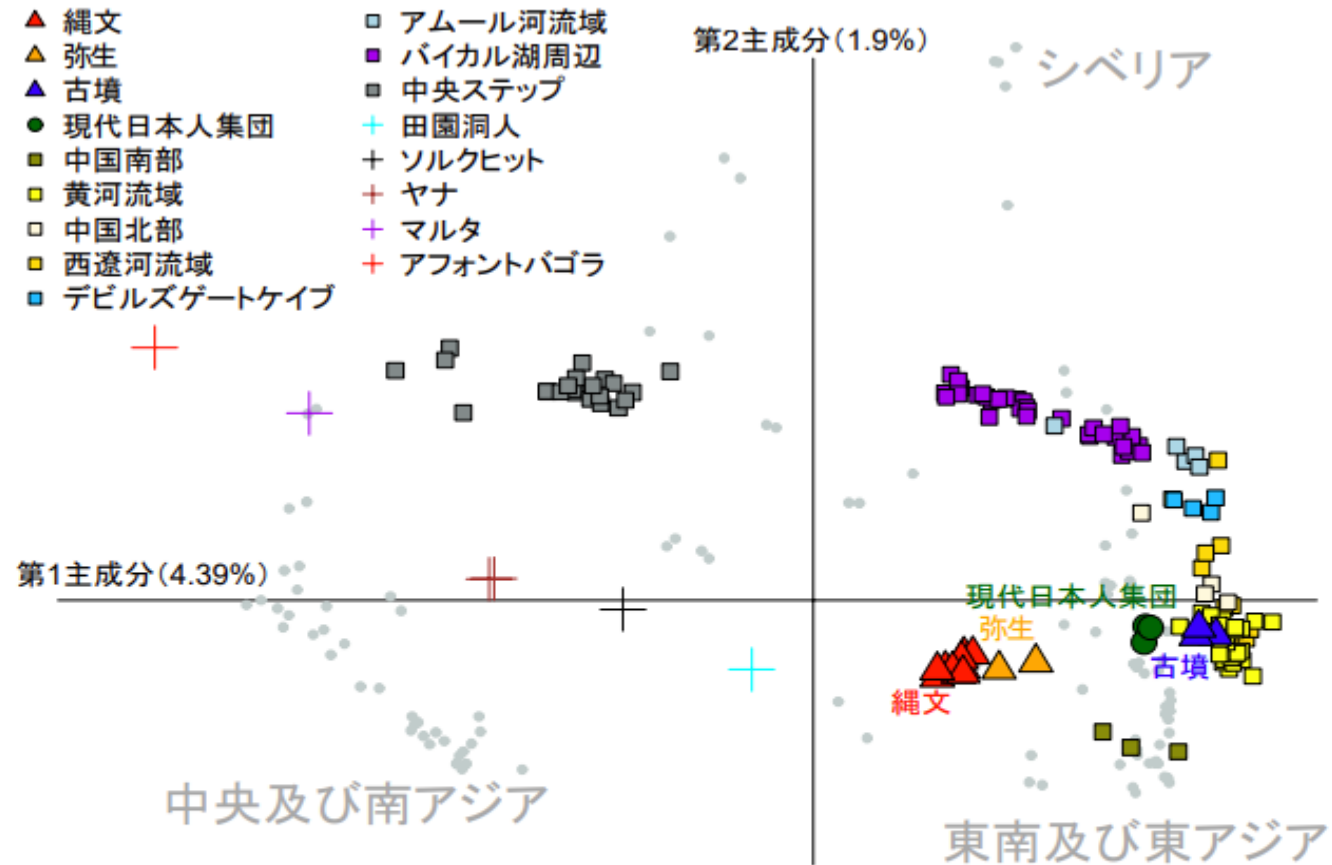 縄文
弥生
古墳
現代日本人集団
中国南部
黄河流域
中国北部
西遼河流域
デビルズゲートケイブ
アムール河流域
バイカル湖周辺
中央ステップ
田園洞人
ソルクヒット
ヤナ
マルタ
アフォントバゴラ
第2主成分(1.9%)
シベリア
第1主成分(4.39%)
現代日本人集団
弥生
古墳
縄文
中央及び南アジア
東南及び東アジア